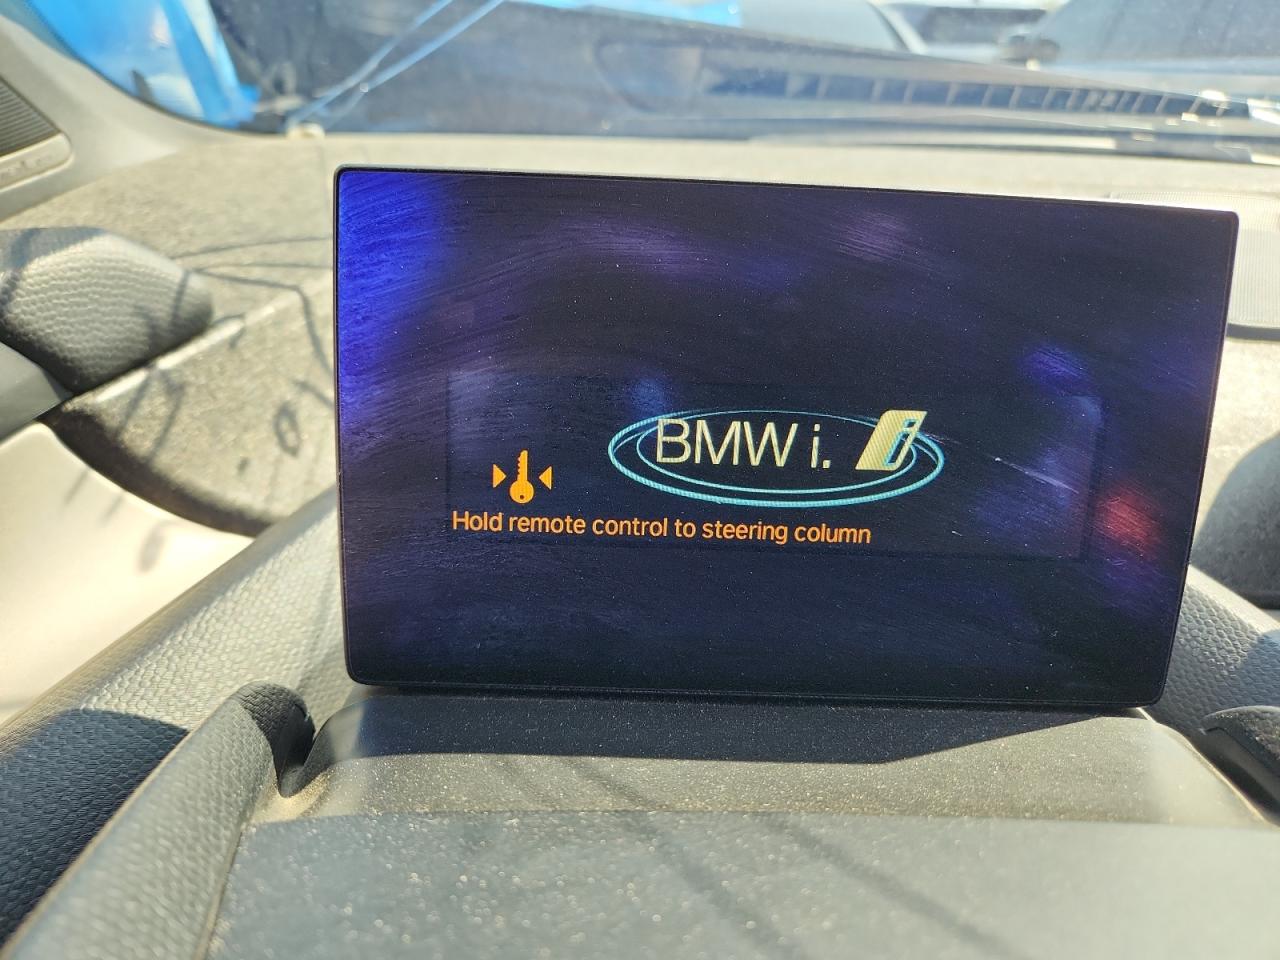 BMW i. i
Hold remote control to steering column